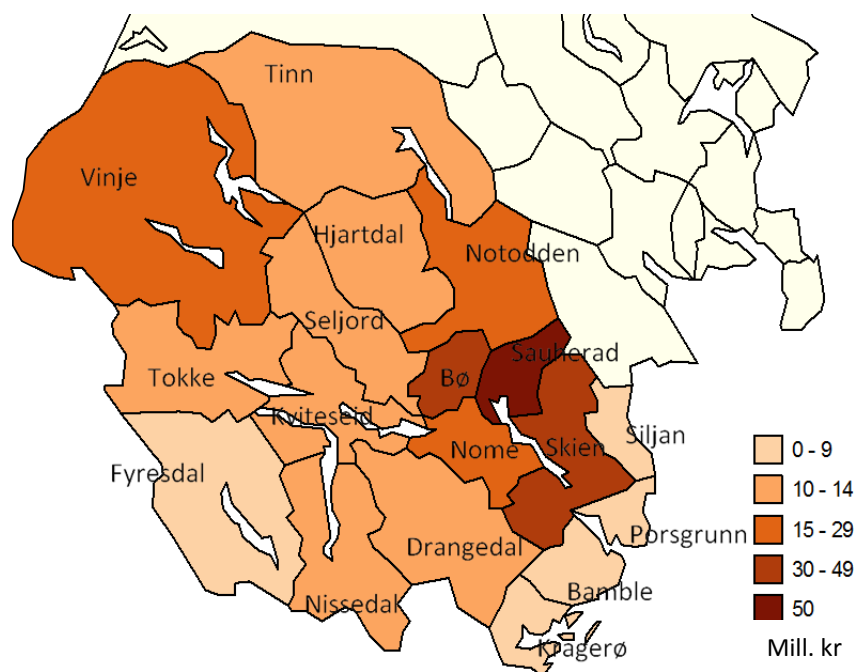 Tinn
Vinje
Hjartdal
Notodden
Seljord
Sauherad
Tokke
Bø
Kviteseid
Siljan
Nome
Skien
Fyresdal
Porsgrunn
Drangedal
Bamble
Nissedak
Kragerø
0 - 9
10 - 14
15 - 29
30 - 49
50
Mill. kr